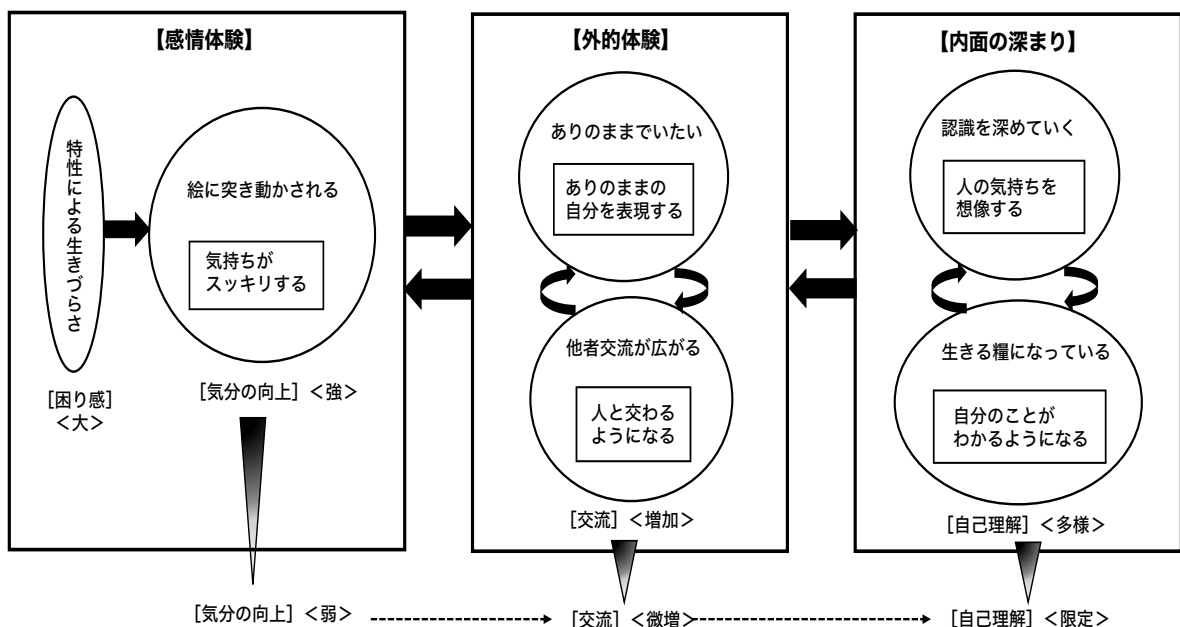 【感情体験】
特性による生きづらさ
絵に突き動かされる
気持ちが
スッキリする
［困り感］
＜大＞
［気分の向上］＜強＞
【外的体験】
ありのままでいたい
ありのままの
自分を表現する
他者交流が広がる
人と交わる
ようになる
［交流］＜増加＞
【内面の深まり】
認識を深めていく
人の気持ちを
想像する
生きる糧になっている
自分のことが
わかるようになる
［自己理解］＜多様＞
［気分の向上］＜弱＞
［交流］＜微増＞
［自己理解］＜限定＞